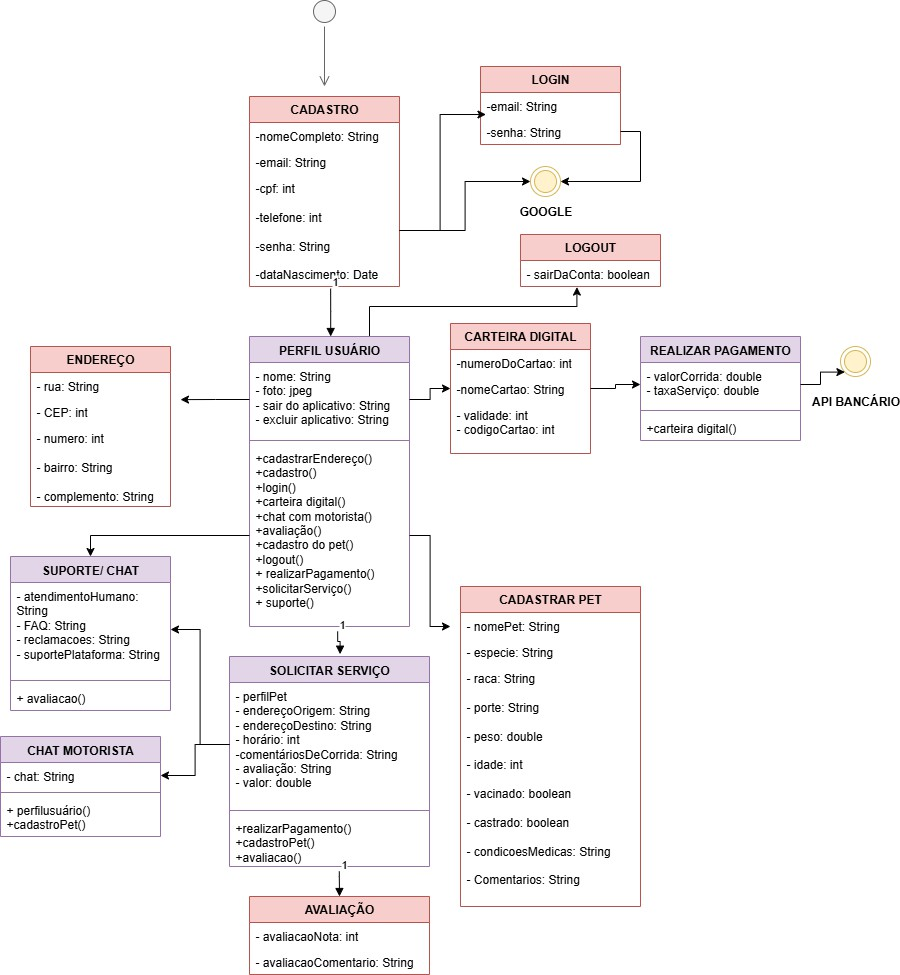 CADASTRO
-nomeCompleto: String
-email: String
-cpf: int
-telefone: int
-senha: String
-dataNascimento: Date
1
LOGIN
-email: String
-senha: String
GOOGLE
LOGOUT
- sairDaConta: boolean
ENDEREÇO
- rua: String
- CEP: int
- numero: int
- bairro: String
- complemento: String
PERFIL USUÁRIO
- nome: String
- foto: jpeg
- sair do aplicativo: String
- excluir aplicativo: String
+cadastrarEndereço()
+cadastro()
+login()
+carteira digital()
+chat com motorista()
+avaliação()
+cadastro do pet()
+logout()
+ realizarPagamento()
+solicitarServiço()
+ suporte()
1
CARTEIRA DIGITAL
-numeroDoCartao: int
-nomeCartão: String
- validade: int
- codigoCartão: int
REALIZAR PAGAMENTO
- valorCorrida: double
- taxaServiço: double
+carteira digital()
API BANCÁRIO
SUPORTE/ CHAT
- atendimentoHumano:
String
- FAQ: String
- reclamacoes: String
- suportePlataforma: String
+ avaliacao()
CADASTRAR PET
- nomePet: String
- especie: String
- raca: String
- porte: String
- peso: double
- idade: int
- vacinado: boolean
- castrado: boolean
- condicoesMedicas: String
- Comentarios: String
SOLICITAR SERVIÇO
- perfilPet
- endereçoOrigem: String
- endereçoDestino: String
- horário: int
-comentáriosDeCorrida: String
- avaliação: String
- valor: double
+realizarPagamento()
+cadastroPet()
+avaliacao()
1
CHAT MOTORISTA
- chat: String
+ perfilusuário()
+cadastroPet()
AVALIAÇÃO
- avaliacaoNota: int
- avaliacaoComentario: String